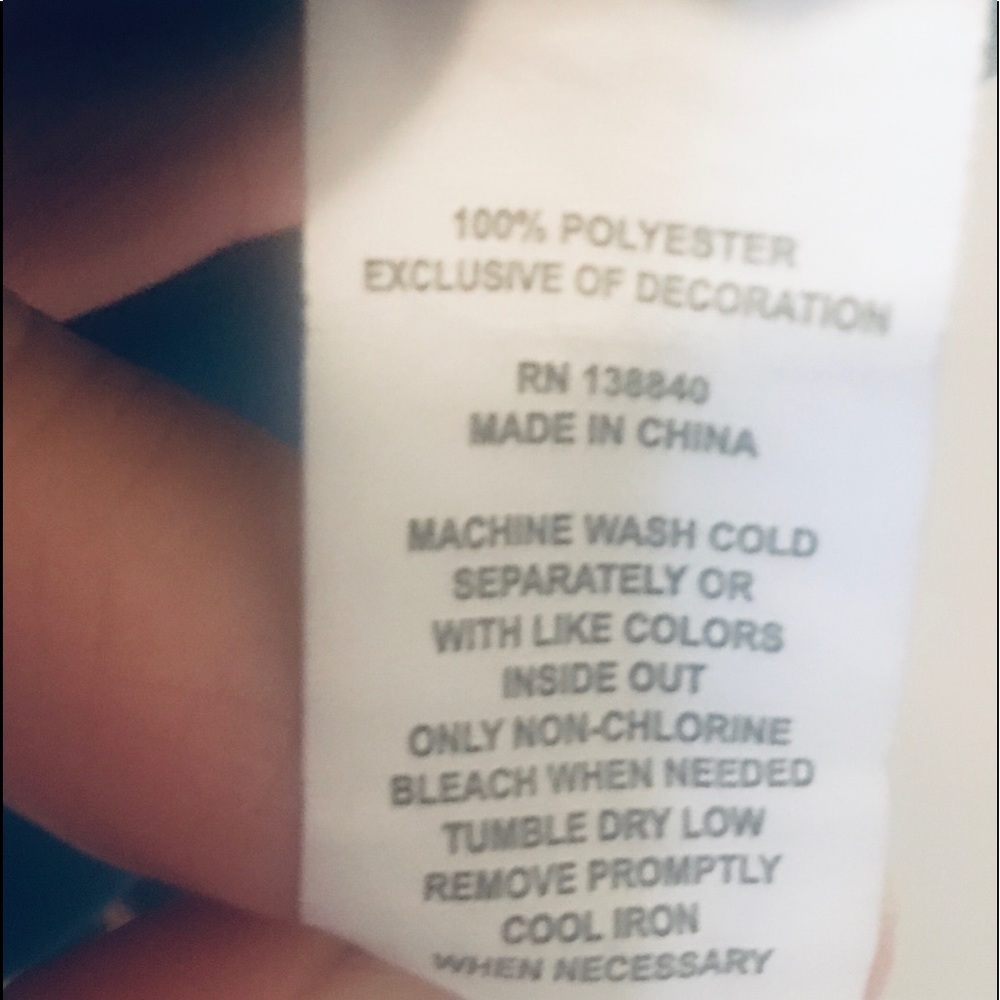 100% POLYESTER
EXCLUSIVE OF DECORATION
RN 138840
MADE IN CHINA
MACHINE WASH COLD
SEPARATELY OR
WITH LIKE COLORS
INSIDE OUT
ONLY NON-CHLORINE
BLEACH WHEN NEEDED
TUMBLE DRY LOW
REMOVE PROMPTLY
COOL IRON
WHEN NECESSARY